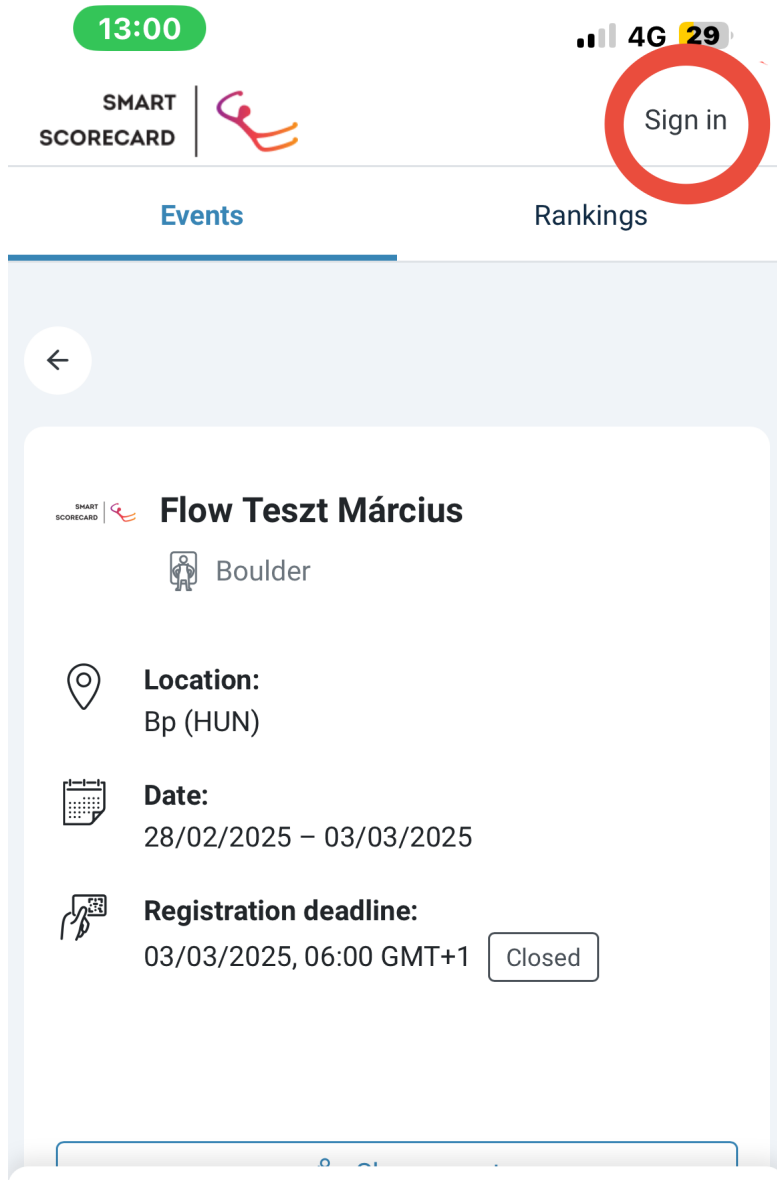 13:00
4G 29
SMART
SCORECARD
Sign in
Events
Rankings
SMART
SCORECARD
Flow Teszt Március
Boulder
Location:
Bp (HUN)
Date:
28/02/2025 – 03/03/2025
Registration deadline:
03/03/2025, 06:00 GMT+1 Closed